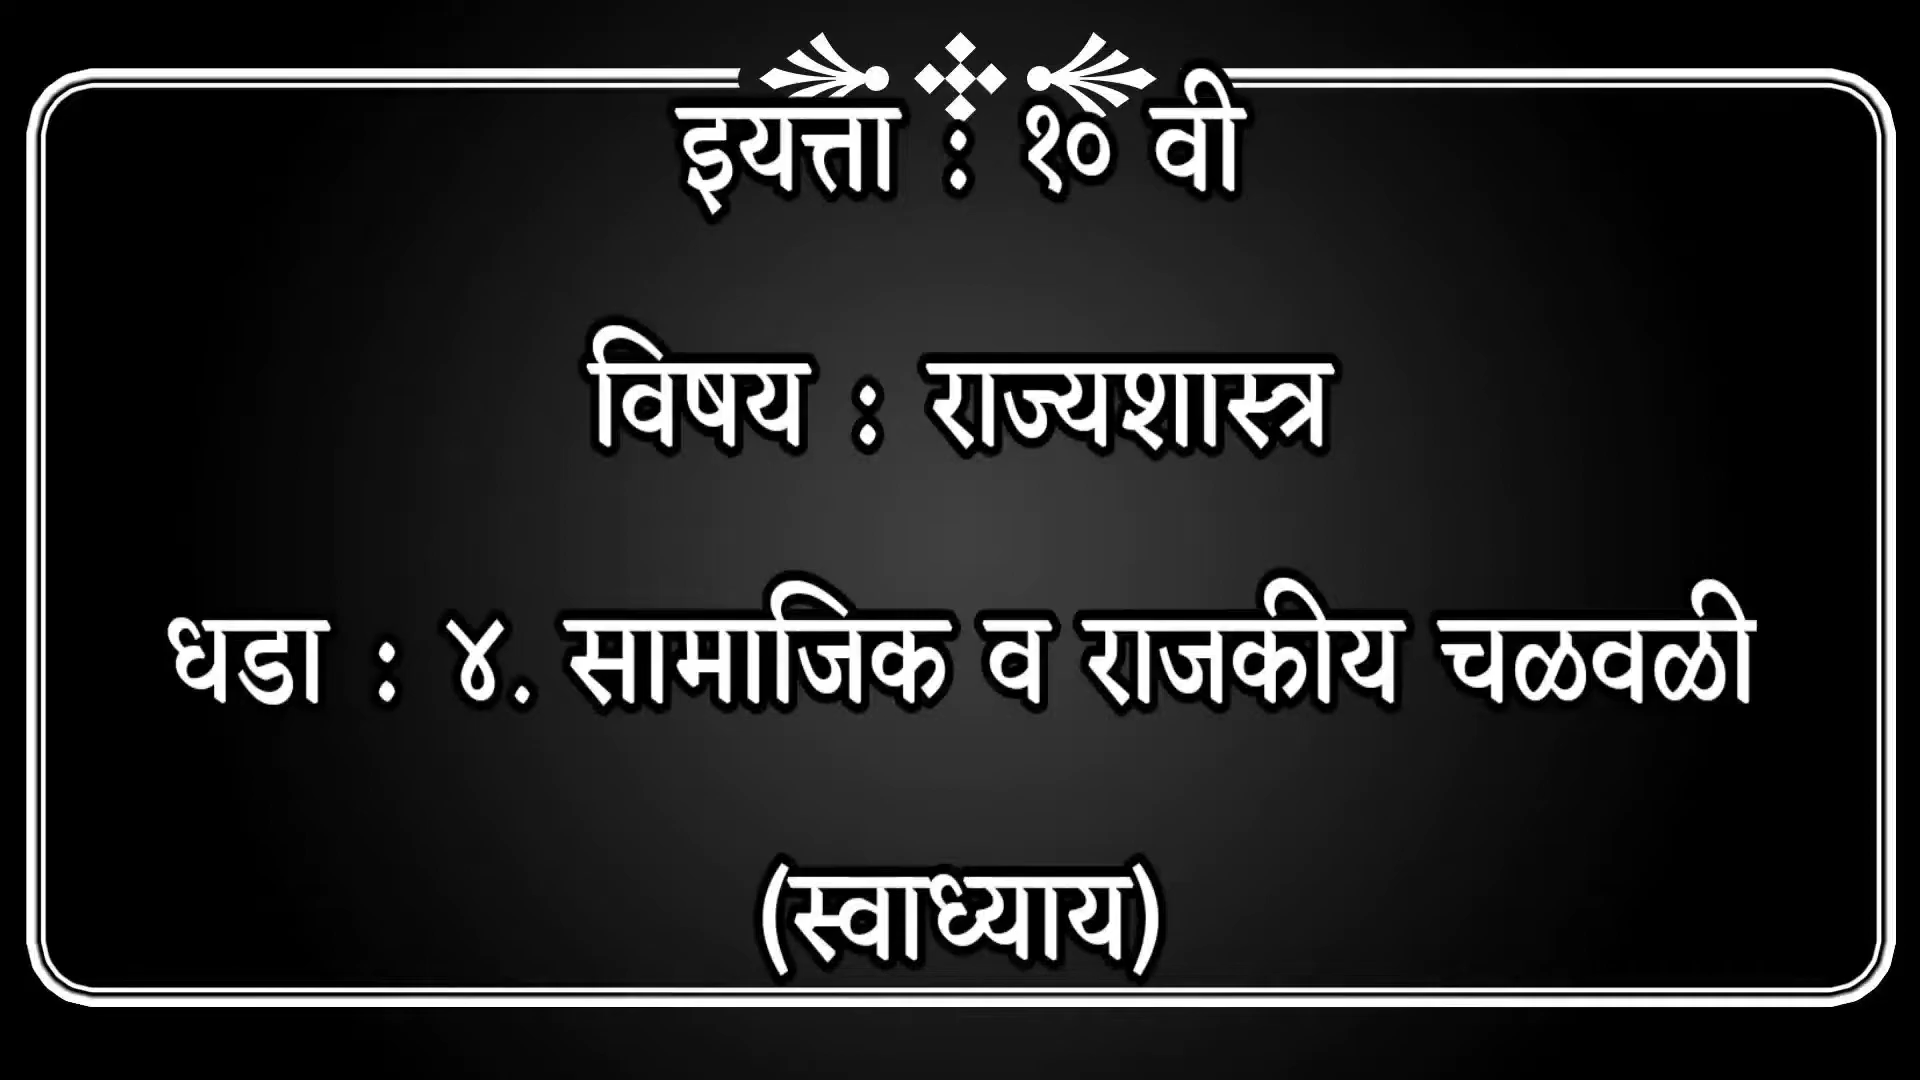 इयत्ता : १० वी
विषय : राज्यशास्त्र
धडा : ४. सामाजिक व राजकीय चळवळी
(स्वाध्याय)